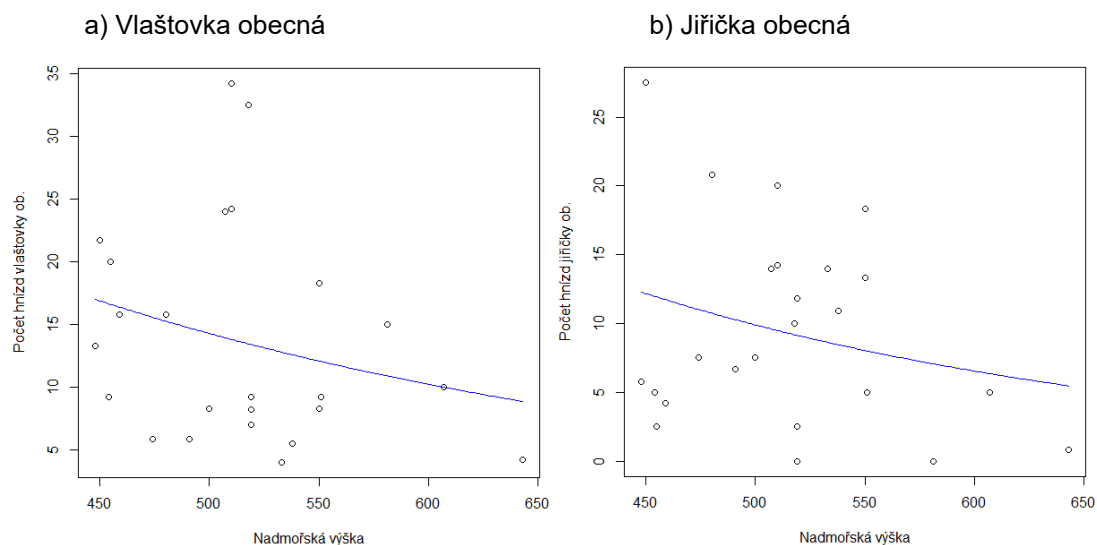 a) Vlaštovka obecná
35
30
25
20
15
10
5
Počet hnízd vlaštovky ob.
450 500 550 600 650
Nadmořská výška
b) Jiřička obecná
25
20
15
10
5
0
Počet hnízd jiřičky ob.
450 500 550 600 650
Nadmořská výška